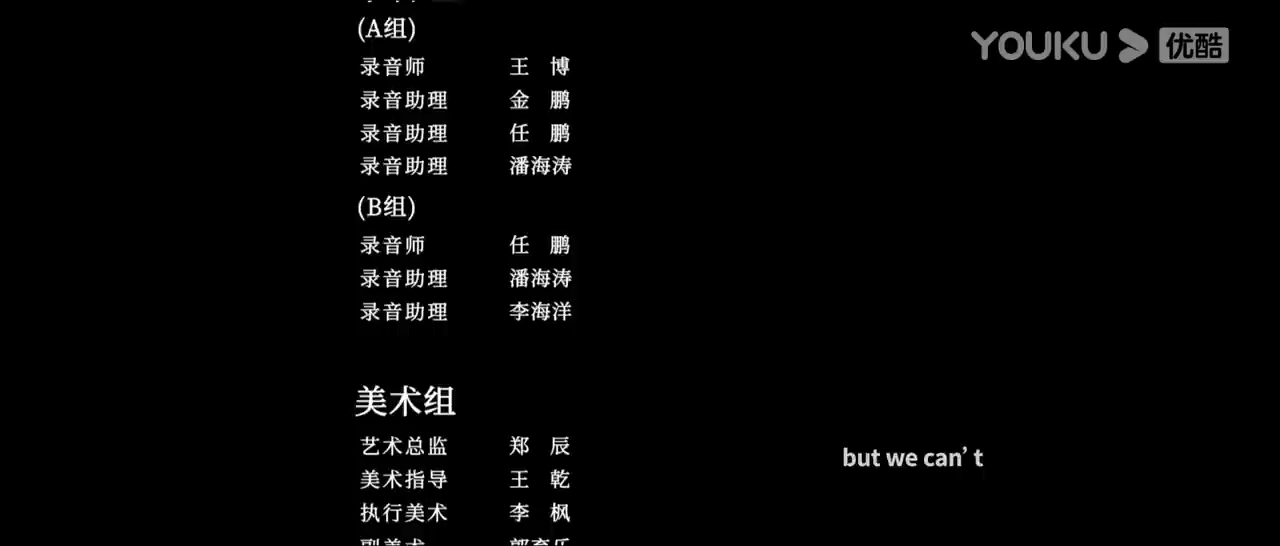 YOUKU 优酷
(A组)
录音师 王 博
录音助理 金 鹏
录音助理 任 鹏
录音助理 潘海涛
(B组)
录音师 任 鹏
录音助理 潘海涛
录音助理 李海洋
美术组
艺术总监 郑 辰
but we can't
美术指导 王 乾
执行美术 李 枫
副美术